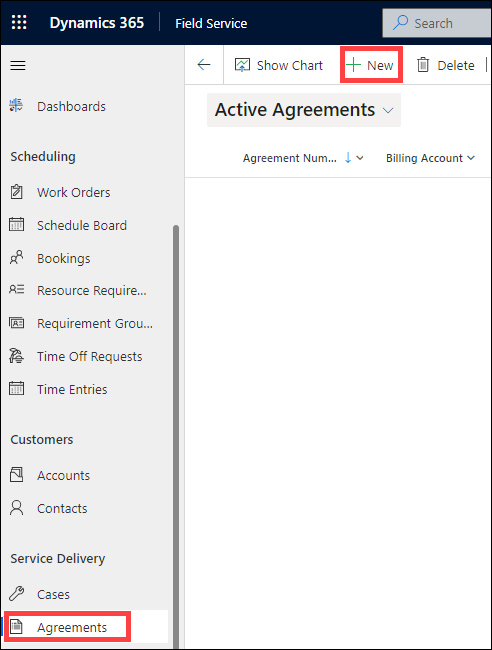 Dynamics 365 Field Service Search
Show Chart New Delete
Active Agreements
Agreement Num... Billing Account
Dashboards
Scheduling
Work Orders
Schedule Board
Bookings
Resource Require...
Requirement Grou...
Time Off Requests
Time Entries
Customers
Accounts
Contacts
Service Delivery
Cases
Agreements